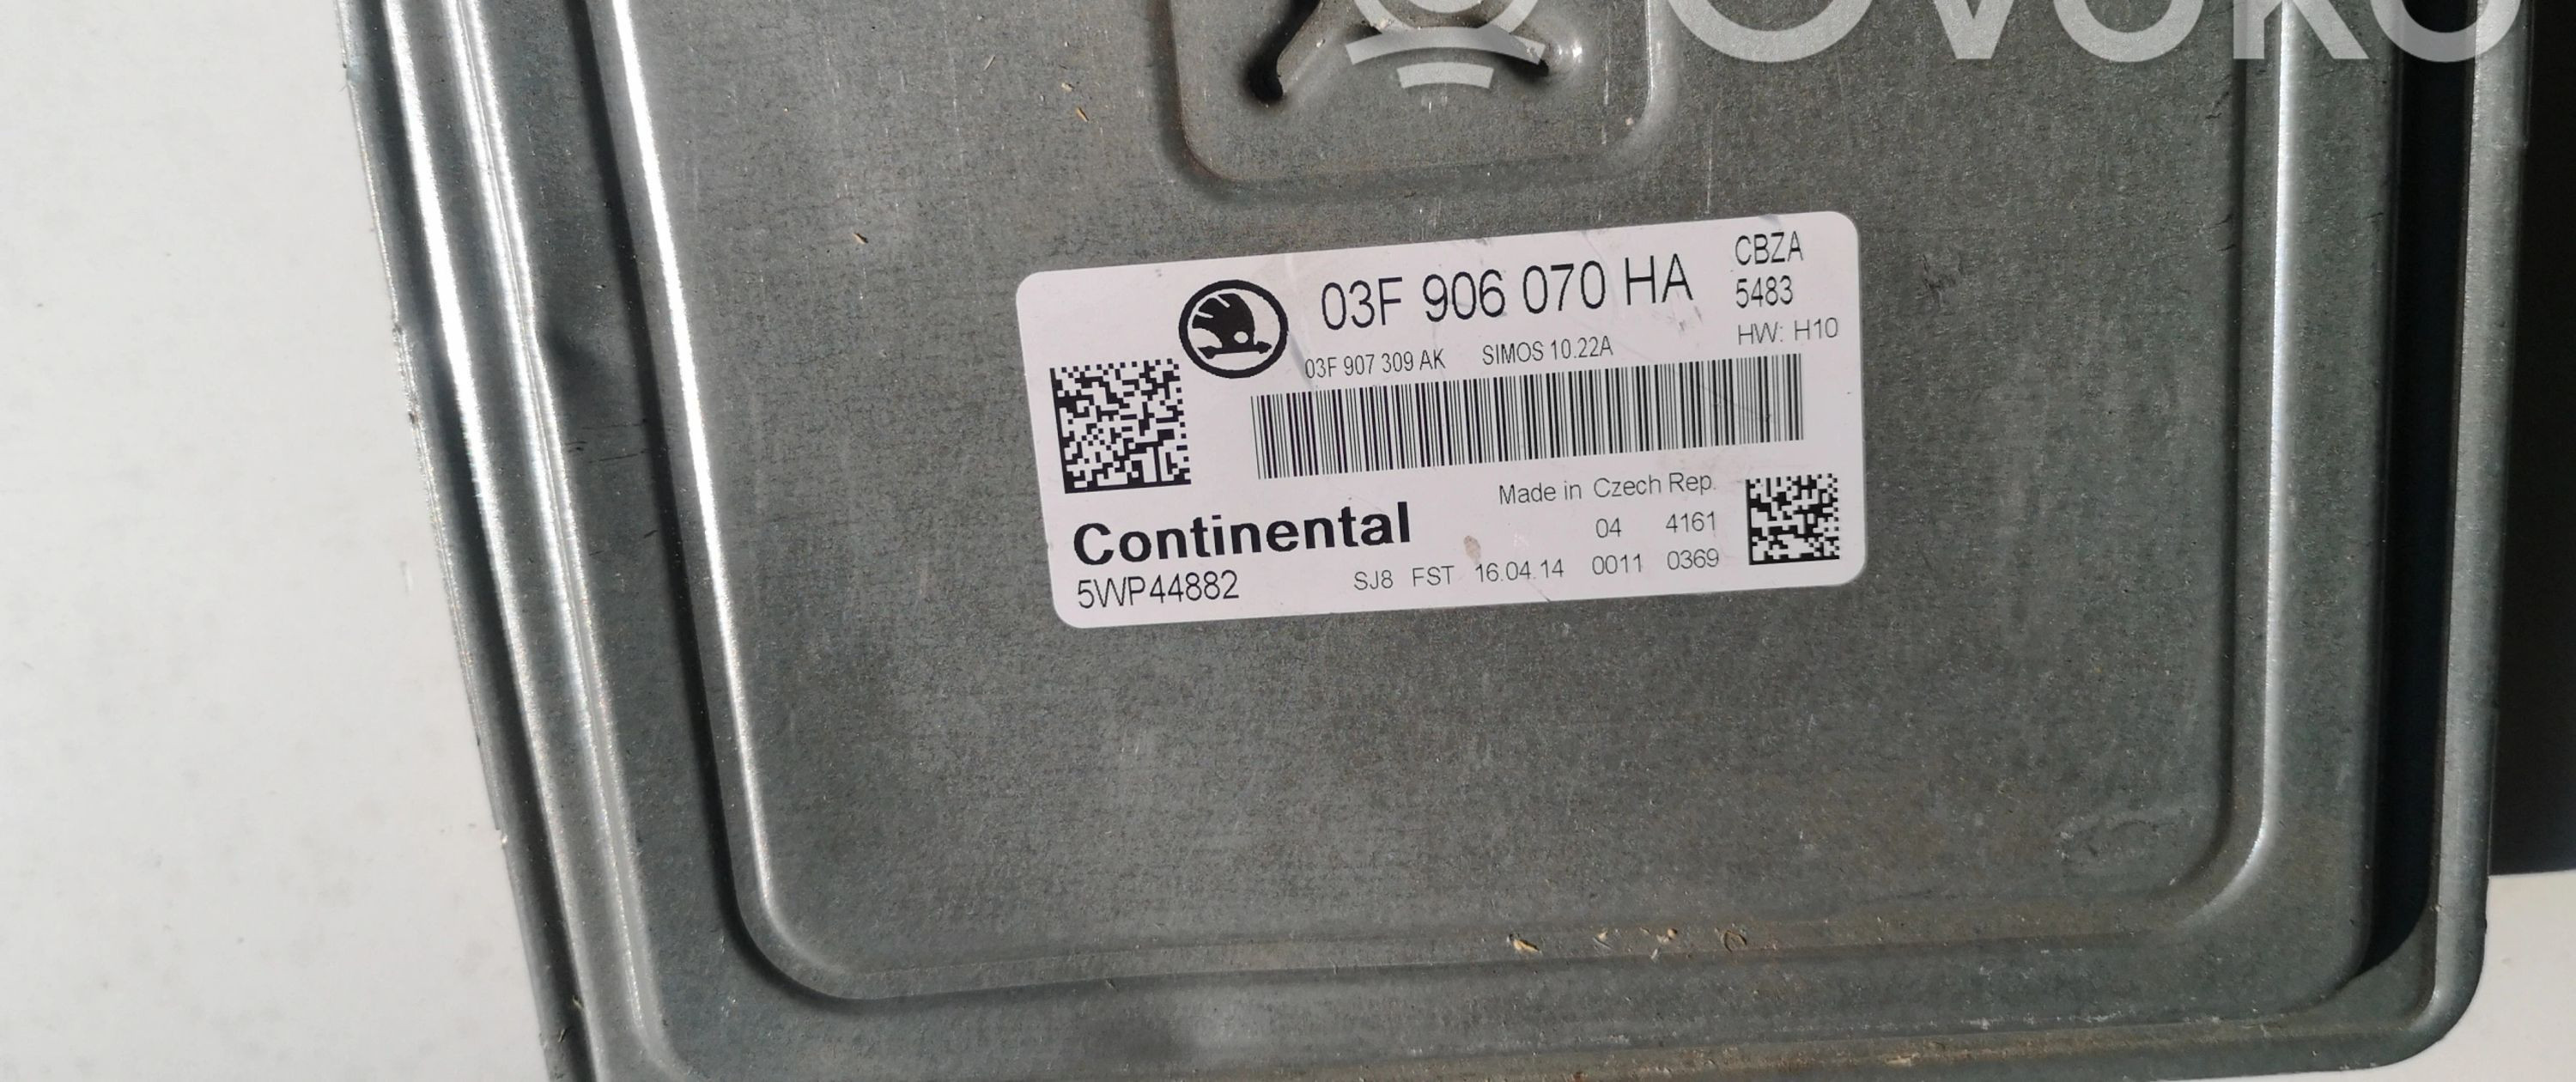 OVOKO
03F 906 070 HA
CBZA
5483
HW: H10
03F 907 309 AK SIMOS 10.22A
Made in Czech Rep.
04 4161
Continental
5WP44882
SJ8 FST 16.04.14 0011 0369